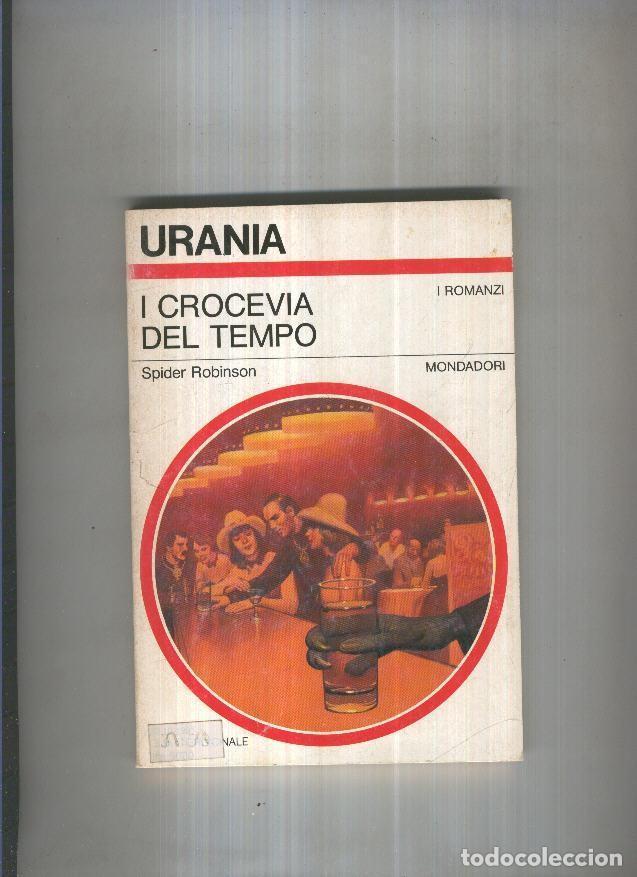 URANIA
I CROCEVIA
DEL TEMPO
I ROMANZI
Spider Robinson
MONDADORI
todocoleccion